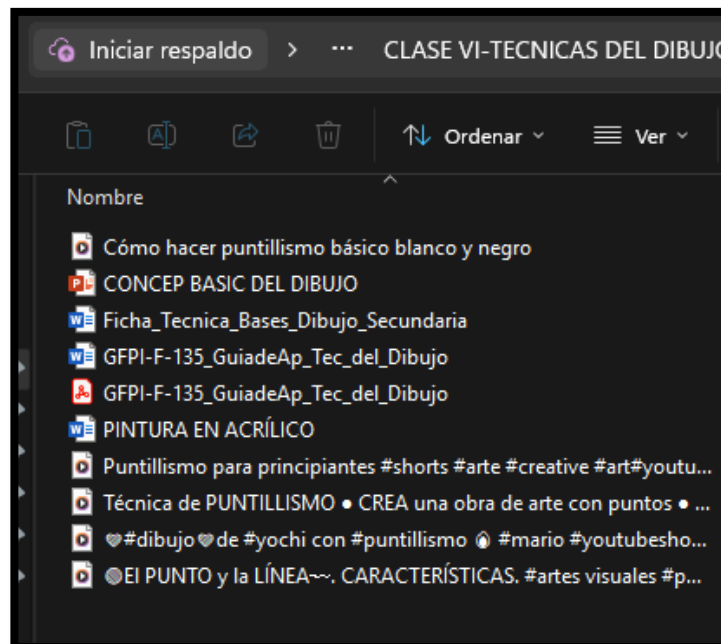 Iniciar respaldo > ... CLASE VI-TECNICAS DEL DIBUJO
Ordenar Ver
Nombre
Cómo hacer puntillismo básico blanco y negro
CONCEP BASIC DEL DIBUJO
Ficha_Tecnica_Bases_Dibujo_Secundaria
GFPI-F-135_GuiadeAp_Tec_del_Dibujo
GFPI-F-135_GuiadeAp_Tec_del_Dibujo
PINTURA EN ACRÍLICO
Puntillismo para principiantes #shorts #arte #creative #art#youtu...
Técnica de PUNTILLISMO ● CREA una obra de arte con puntos ● ...
🩶#dibujo🩶de #yochi con #puntillismo 🥚 #mario #youtubesho...
🔘El PUNTO y la LÍNEA〰. CARACTERÍSTICAS. #artes visuales #p...